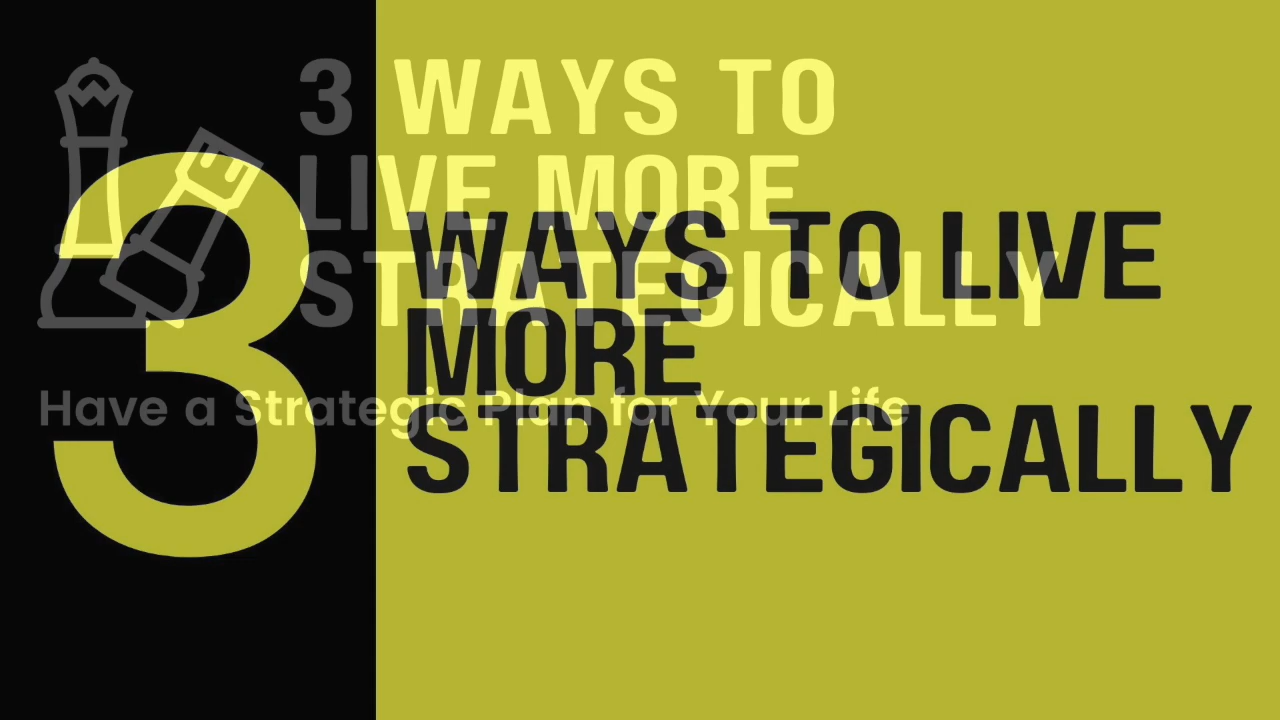 3 WAYS TO
LIVE MORE
STRATEGICALLY
Have a Strategic Plan for Your Life
3
WAYS TO LIVE
MORE
STRATEGICALLY